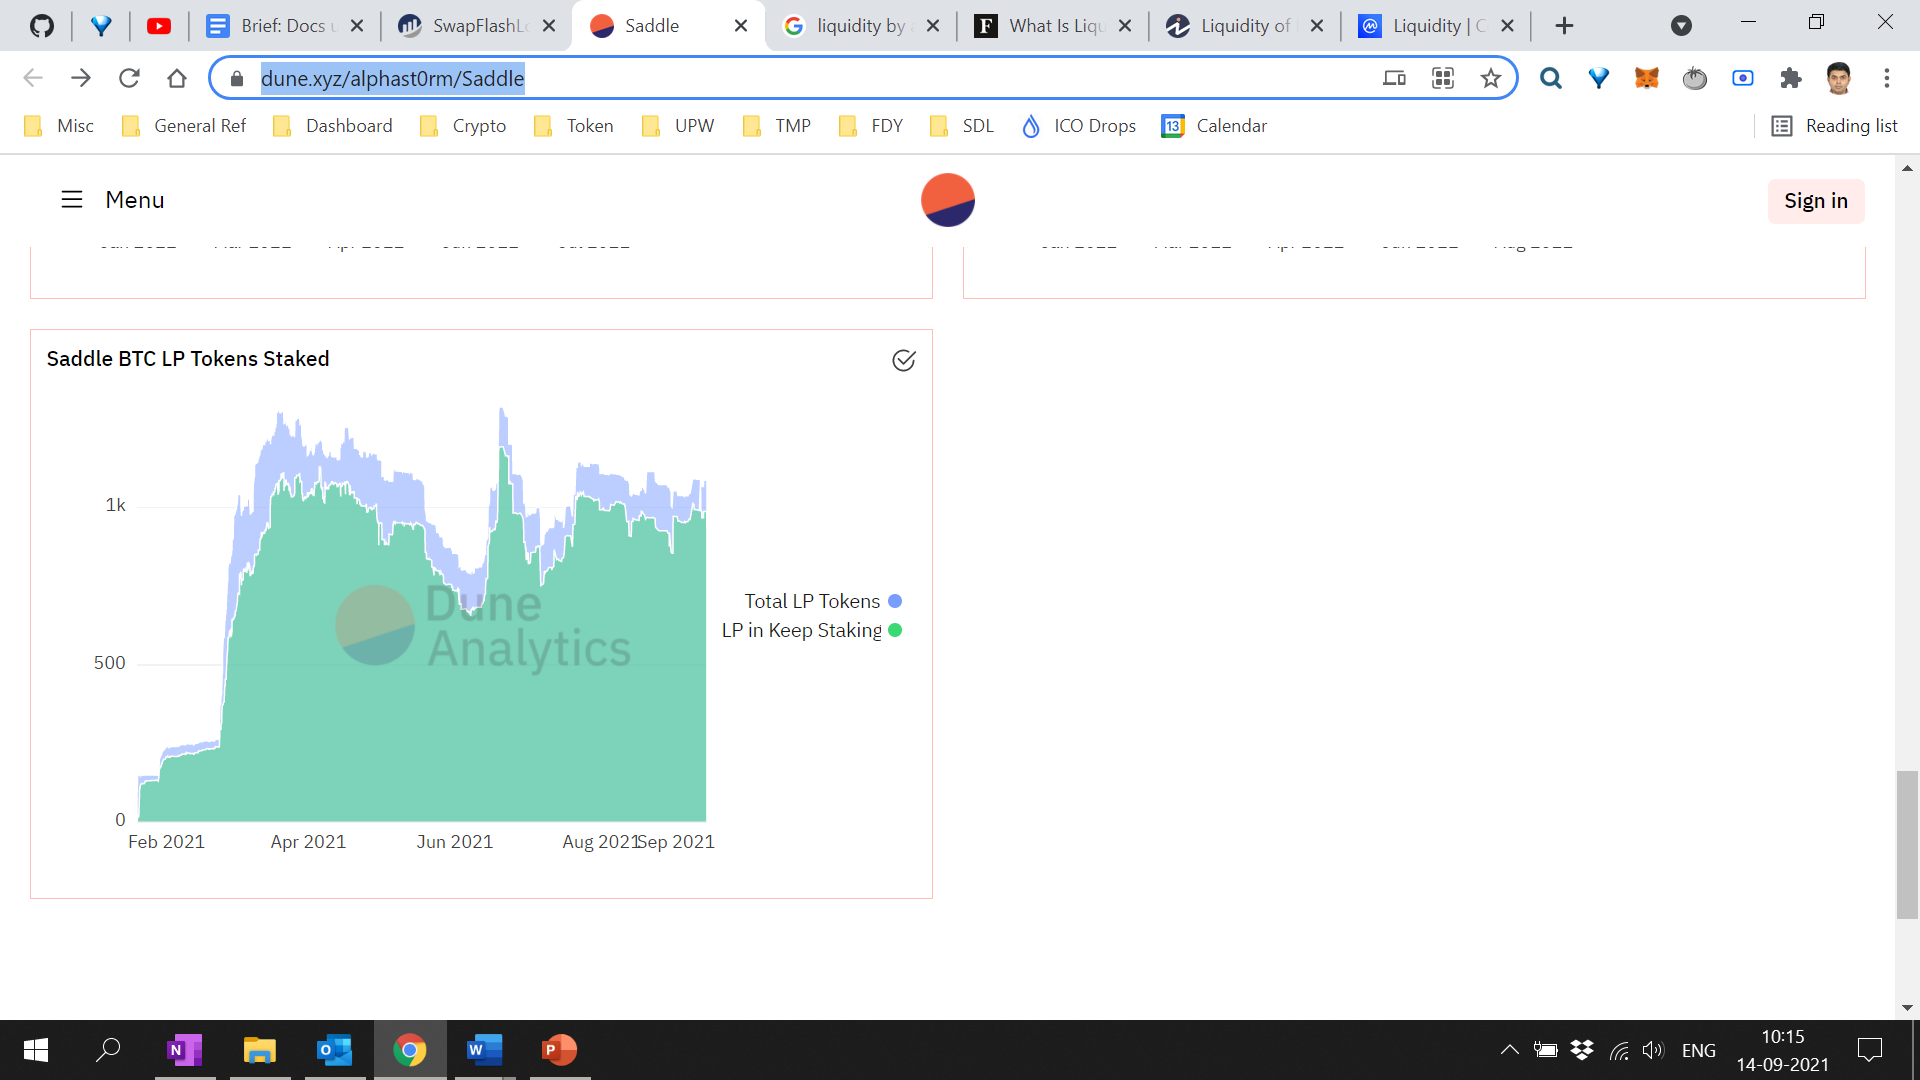 Brief: Docs u
SwapFlashLo
Saddle
liquidity by a
What Is Liqu
Liquidity of
Liquidity | C
dune.xyz/alphast0rm/Saddle
Misc
General Ref
Dashboard
Crypto
Token
UPW
TMP
FDY
SDL
ICO Drops
13
Calendar
Reading list
Menu
Sign in
Saddle BTC LP Tokens Staked
1k
500
0
Dune
Analytics
Total LP Tokens
LP in Keep Staking
Feb 2021
Apr 2021
Jun 2021
Aug 2021
Sep 2021
ENG
10:15
14-09-2021